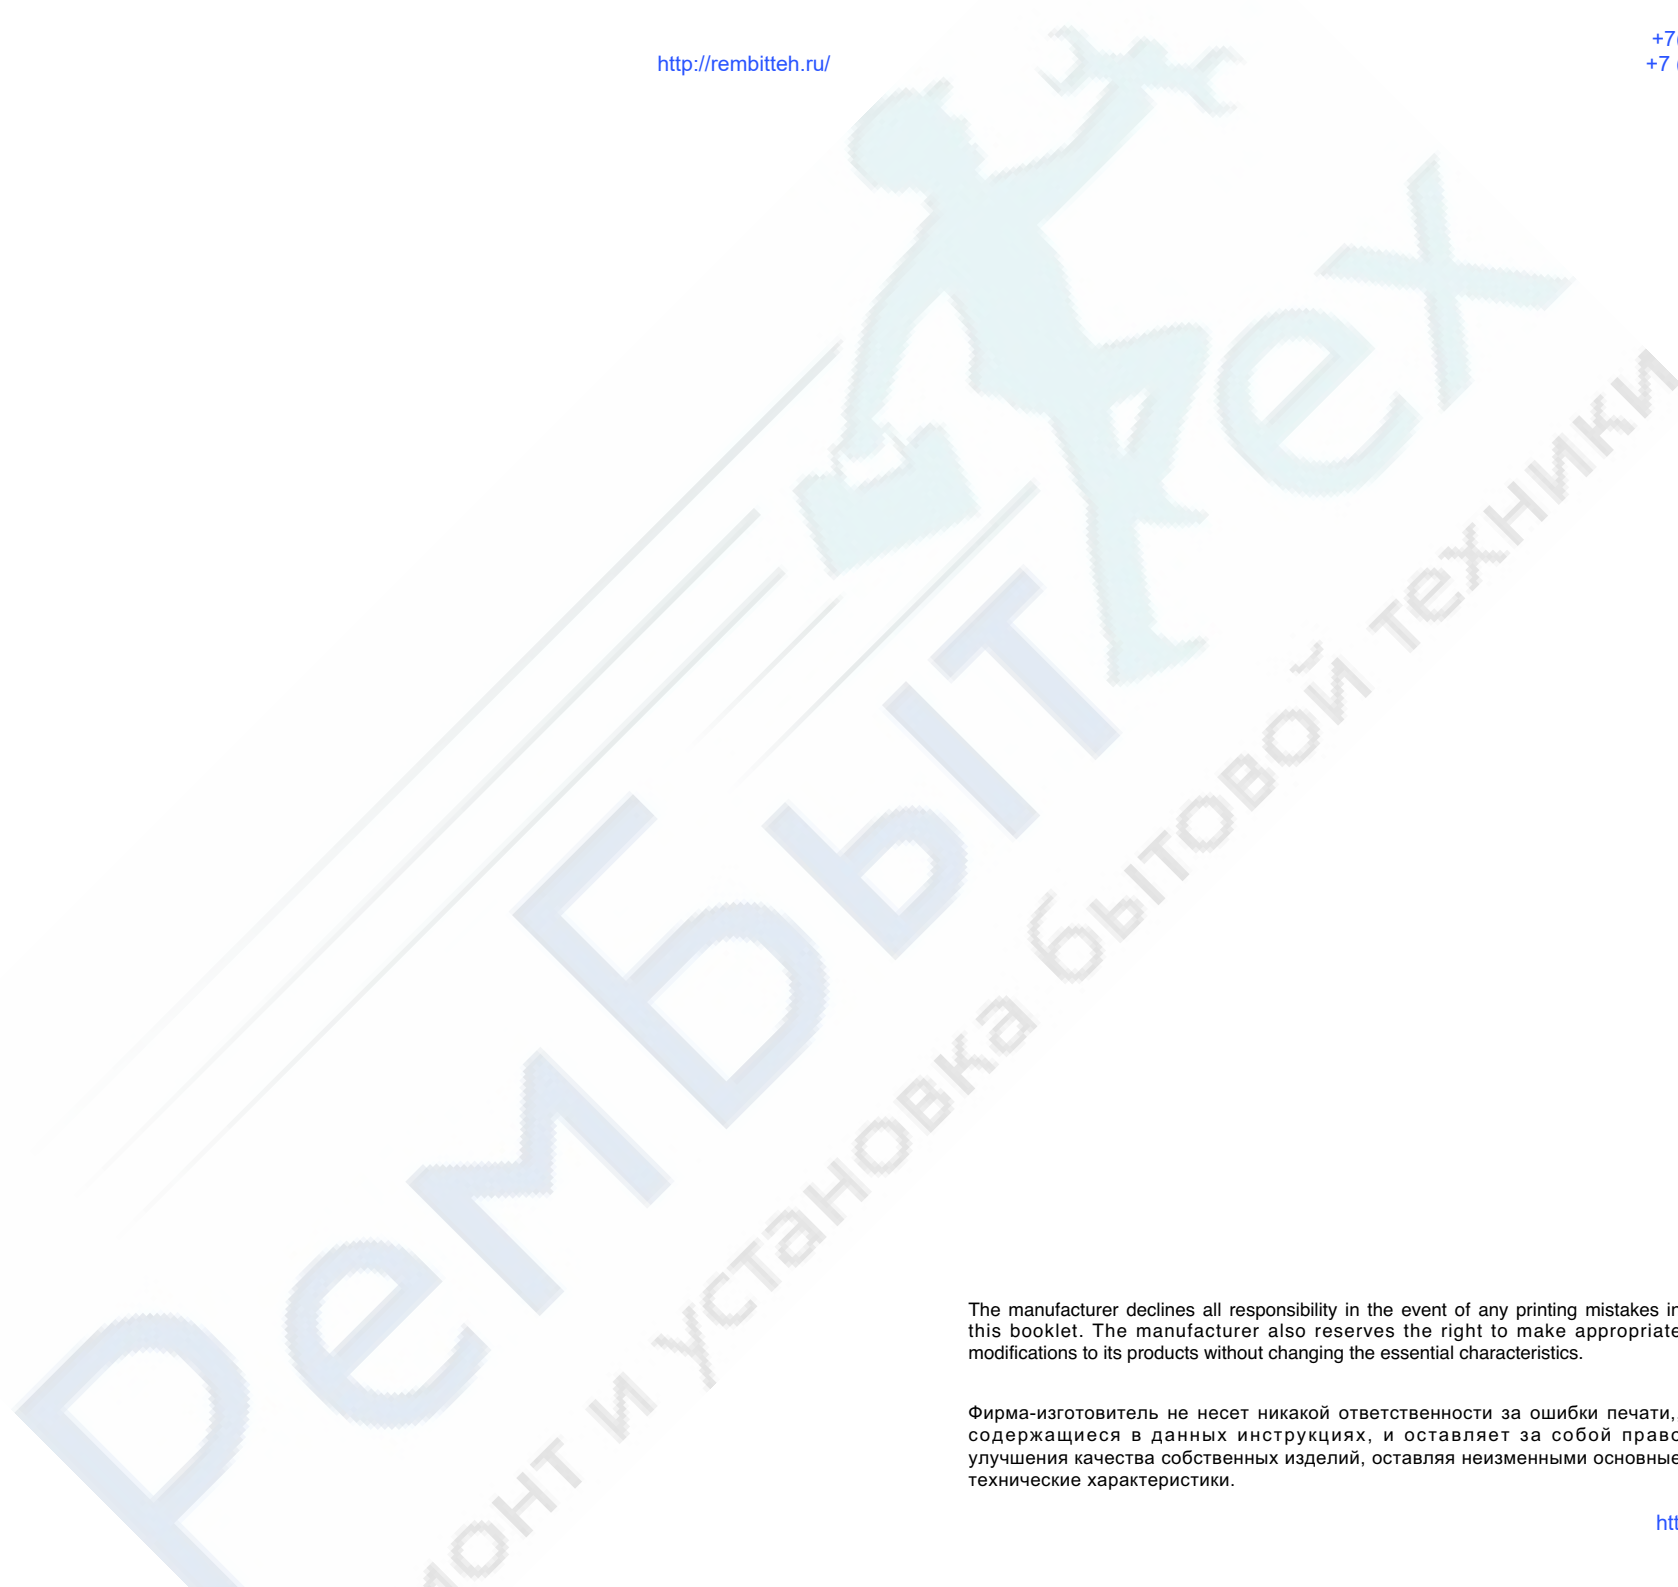 http://rembitteh.ru/
+7(
+7 (
РемБыТ
ех
монт и установка бытовой техники
The manufacturer declines all responsibility in the event of any printing mistakes in
this booklet. The manufacturer also reserves the right to make appropriate
modifications to its products without changing the essential characteristics.
Фирма-изготовитель не несет никакой ответственности за ошибки печати,,
содержащиеся в данных инструкциях, и оставляет за собой право
улучшения качества собственных изделий, оставляя неизменными основные
технические характеристики.
htt